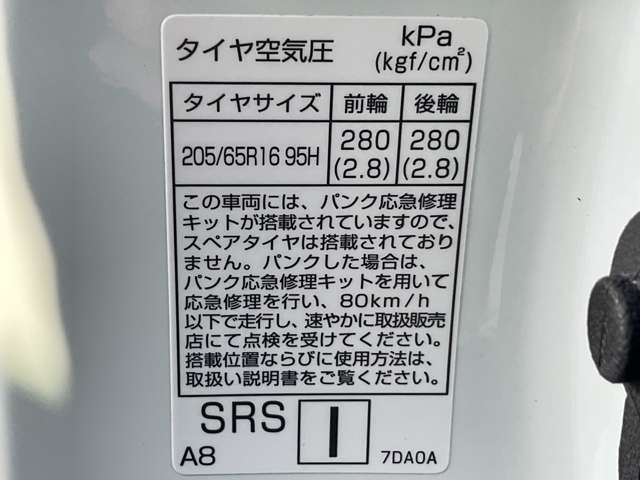 タイヤ空気圧 kPa
(kgf/cm²)
タイヤサイズ 前輪 後輪
205/65R16 95H 280 280
(2.8) (2.8)
この車両には、パンク応急修理
キットが搭載されていますので、
スペアタイヤは搭載されており
ません。パンクした場合は、
パンク応急修理キットを用いて
応急修理を行い、80km/h
以下で走行し、速やかに取扱販売
店にて点検を受けてください。
搭載位置ならびに使用方法は、
取扱い説明書をご覧ください。
SRS I
A8 7DA0A